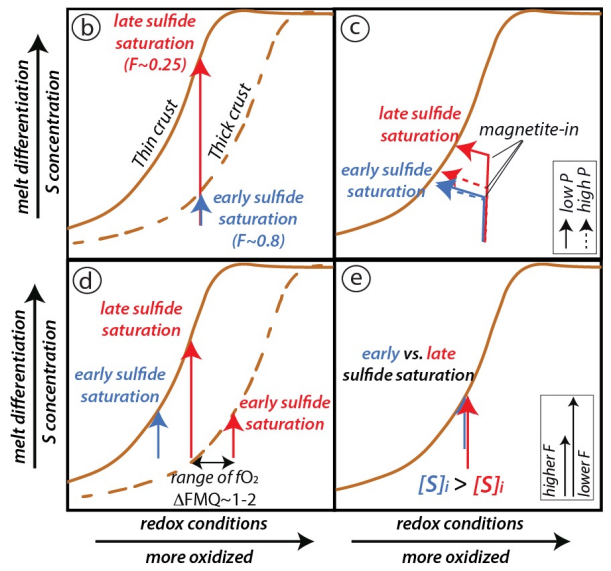 b
late sulfide
saturation
(F~0.25)
Thin crust
Thick crust
early sulfide
saturation
(F~0.8)
melt differentiation
S concentration
c
late sulfide
saturation
magnetite-in
early sulfide
saturation
low P
high P
d
late sulfide
saturation
early sulfide
saturation
early sulfide
saturation
range of fO₂
ΔFMQ~1-2
melt differentiation
S concentration
redox conditions
more oxidized
e
early vs. late
sulfide saturation
[S]i > [S]i
higher F
lower F
redox conditions
more oxidized